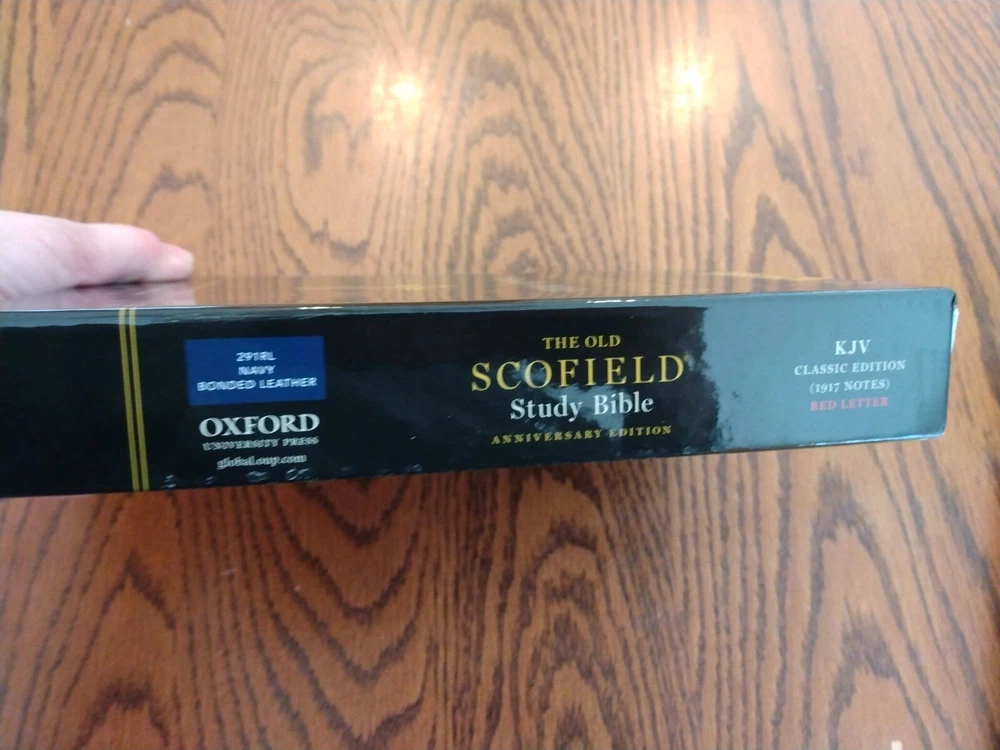 291RL
NAVY
BONDED LEATHER
OXFORD
UNIVERSITY PRESS
global.oup.com
THE OLD
SCOFIELD®
Study Bible
ANNIVERSARY EDITION
KJV
CLASSIC EDITION
(1917 NOTES)
RED LETTER